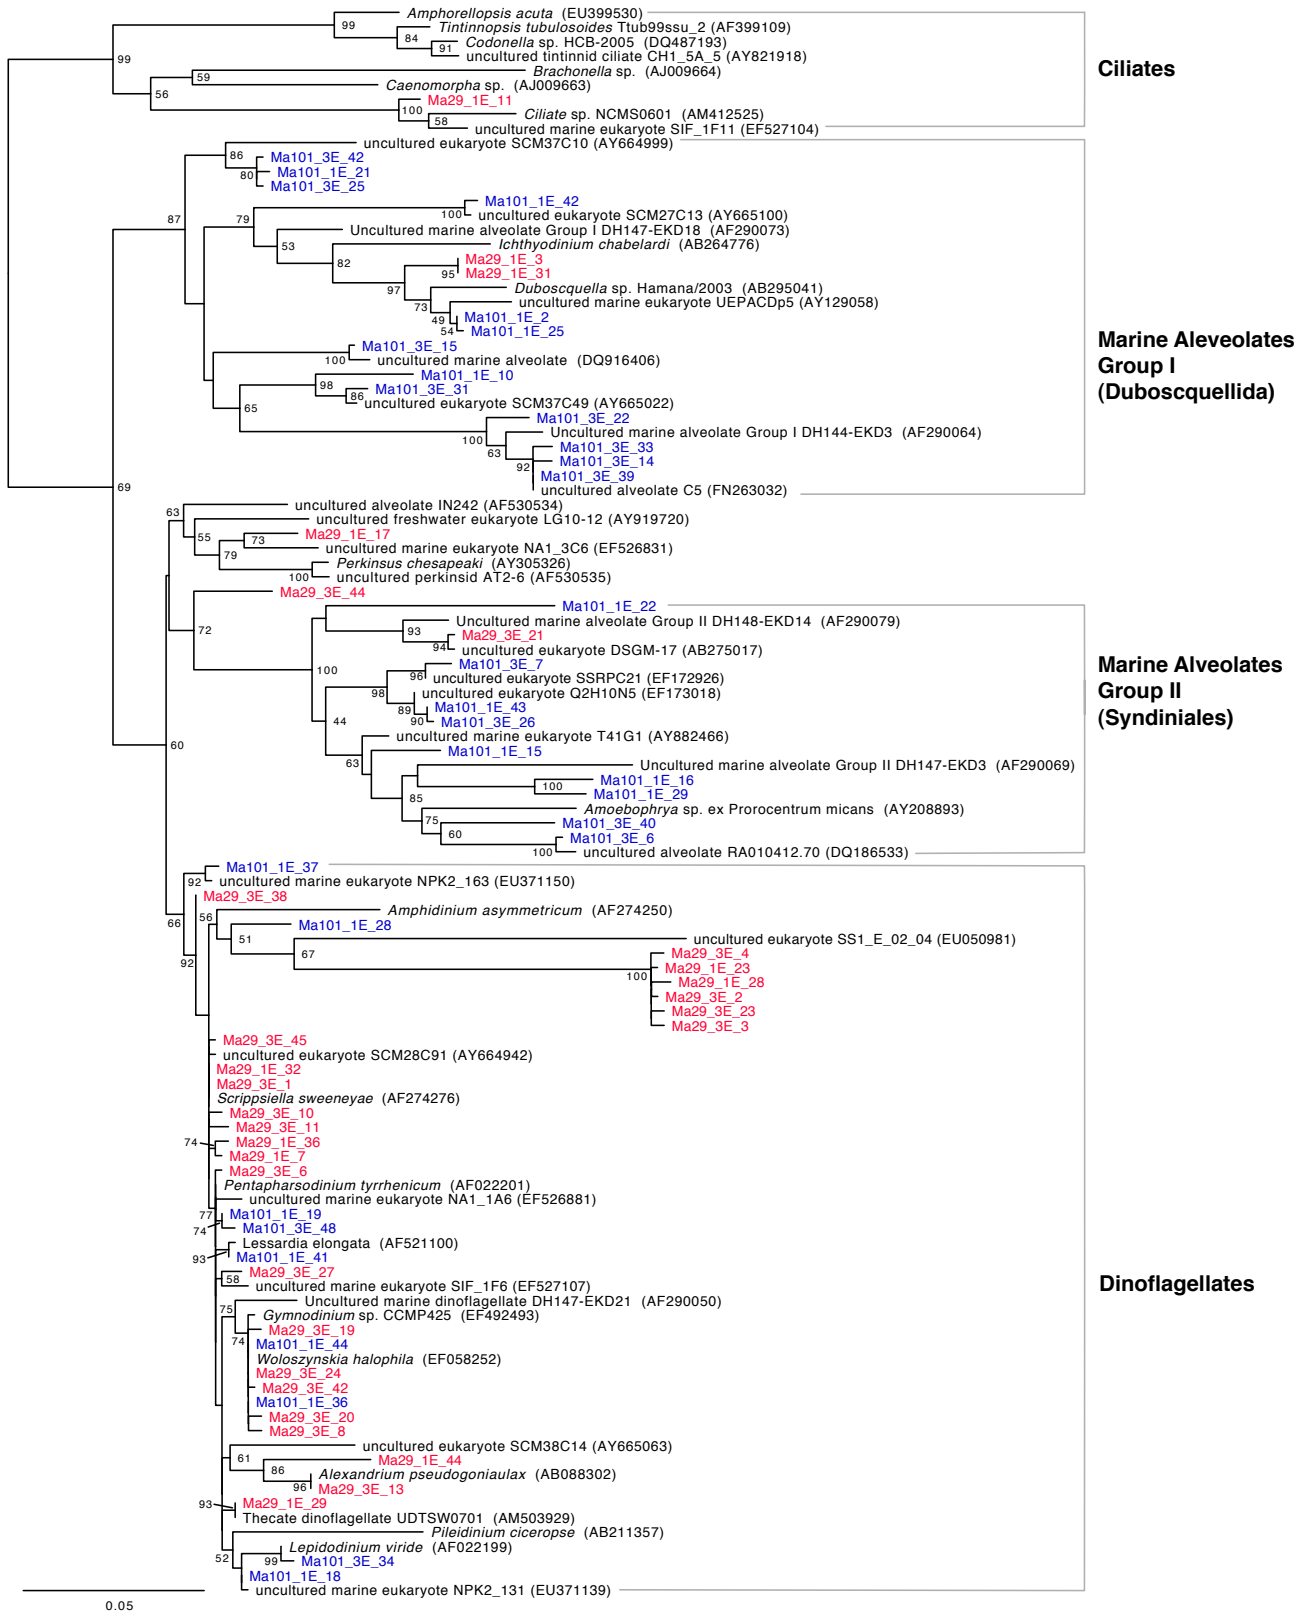 Amphorellopsis acuta (EU399530)
99
Tintinnopsis tubulosoides Ttub99ssu_2 (AF399109)
84
Codonella sp. HCB-2005 (DQ487193)
91
uncultured tintinnid ciliate CH1_5A_5 (AY821918)
99
Ciliates
Brachonella sp. (AJ009664)
59
Caenomorpha sp. (AJ009663)
56
Ma29_1E_11
100
Ciliate sp. NCMS0601 (AM412525)
58
uncultured marine eukaryote SIF_1F11 (EF527104)
uncultured eukaryote SCM37C10 (AY664999)
86
Ma101_3E_42
80
Ma101_1E_21
Ma101_3E_25
Ma101_1E_42
87
79
100
uncultured eukaryote SCM27C13 (AY665100)
Uncultured marine alveolate Group I DH147-EKD18 (AF290073)
53
Ichthyodinium chabelardi (AB264776)
82
Ma29_1E_3
95
Ma29_1E_31
97
Duboscquella sp. Hamana/2003 (AB295041)
73
uncultured marine eukaryote UEPACDp5 (AY129058)
49
Ma101_1E_2
54
Ma101_1E_25
Marine Aleveolates
Group I
(Duboscquellida)
Ma101_3E_15
100
uncultured marine alveolate (DQ916406)
Ma101_1E_10
98
Ma101_3E_31
86
uncultured eukaryote SCM37C49 (AY665022)
65
Ma101_3E_22
100
Uncultured marine alveolate Group I DH144-EKD3 (AF290064)
63
Ma101_3E_33
92
Ma101_3E_14
Ma101_3E_39
uncultured alveolate C5 (FN263032)
69
uncultured alveolate IN242 (AF530534)
63
uncultured freshwater eukaryote LG10-12 (AY919720)
55
Ma29_1E_17
73
uncultured marine eukaryote NA1_3C6 (EF526831)
79
Perkinsus chesapeaki (AY305326)
100
uncultured perkinsid AT2-6 (AF530535)
Ma29_3E_44
72
Ma101_1E_22
Uncultured marine alveolate Group II DH148-EKD14 (AF290079)
93
Ma29_3E_21
94
uncultured eukaryote DSGM-17 (AB275017)
100
Ma101_3E_7
96
uncultured eukaryote SSRPC21 (EF172926)
98
uncultured eukaryote Q2H10N5 (EF173018)
89
Ma101_1E_43
90
Ma101_3E_26
44
Marine Alveolates
Group II
(Syndiniales)
uncultured marine eukaryote T41G1 (AY882466)
63
Ma101_1E_15
Uncultured marine alveolate Group II DH147-EKD3 (AF290069)
Ma101_1E_16
100
Ma101_1E_29
85
Amoebophrya sp. ex Prorocentrum micans (AY208893)
75
Ma101_3E_40
60
Ma101_3E_6
100
uncultured alveolate RA010412.70 (DQ186533)
60
Ma101_1E_37
92
uncultured marine eukaryote NPK2_163 (EU371150)
Ma29_3E_38
66
56
Amphidinium asymmetricum (AF274250)
Ma101_1E_28
51
uncultured eukaryote SS1_E_02_04 (EU050981)
67
92
Ma29_3E_4
Ma29_1E_23
100
Ma29_1E_28
Ma29_3E_2
Ma29_3E_23
Ma29_3E_3
Ma29_3E_45
uncultured eukaryote SCM28C91 (AY664942)
Ma29_1E_32
Ma29_3E_1
Scrippsiella sweeneyae (AF274276)
Ma29_3E_10
Ma29_3E_11
74
Ma29_1E_36
Ma29_1E_7
Ma29_3E_6
Pentapharsodinium tyrrhenicum (AF022201)
uncultured marine eukaryote NA1_1A6 (EF526881)
77
Ma101_1E_19
74
Ma101_3E_48
Lessardia elongata (AF521100)
93
Ma101_1E_41
Ma29_3E_27
58
uncultured marine eukaryote SIF_1F6 (EF527107)
Dinoflagellates
Uncultured marine dinoflagellate DH147-EKD21 (AF290050)
75
Gymnodinium sp. CCMP425 (EF492493)
Ma29_3E_19
74
Ma101_1E_44
Woloszynskia halophila (EF058252)
Ma29_3E_24
Ma29_3E_42
Ma101_1E_36
Ma29_3E_20
Ma29_3E_8
uncultured eukaryote SCM38C14 (AY665063)
61
Ma29_1E_44
86
Alexandrium pseudogoniaulax (AB088302)
96
Ma29_3E_13
93
Ma29_1E_29
Thecate dinoflagellate UDTSW0701 (AM503929)
Pileidinium ciceropse (AB211357)
52
Lepidodinium viride (AF022199)
99
Ma101_3E_34
Ma101_1E_18
uncultured marine eukaryote NPK2_131 (EU371139)
0.05